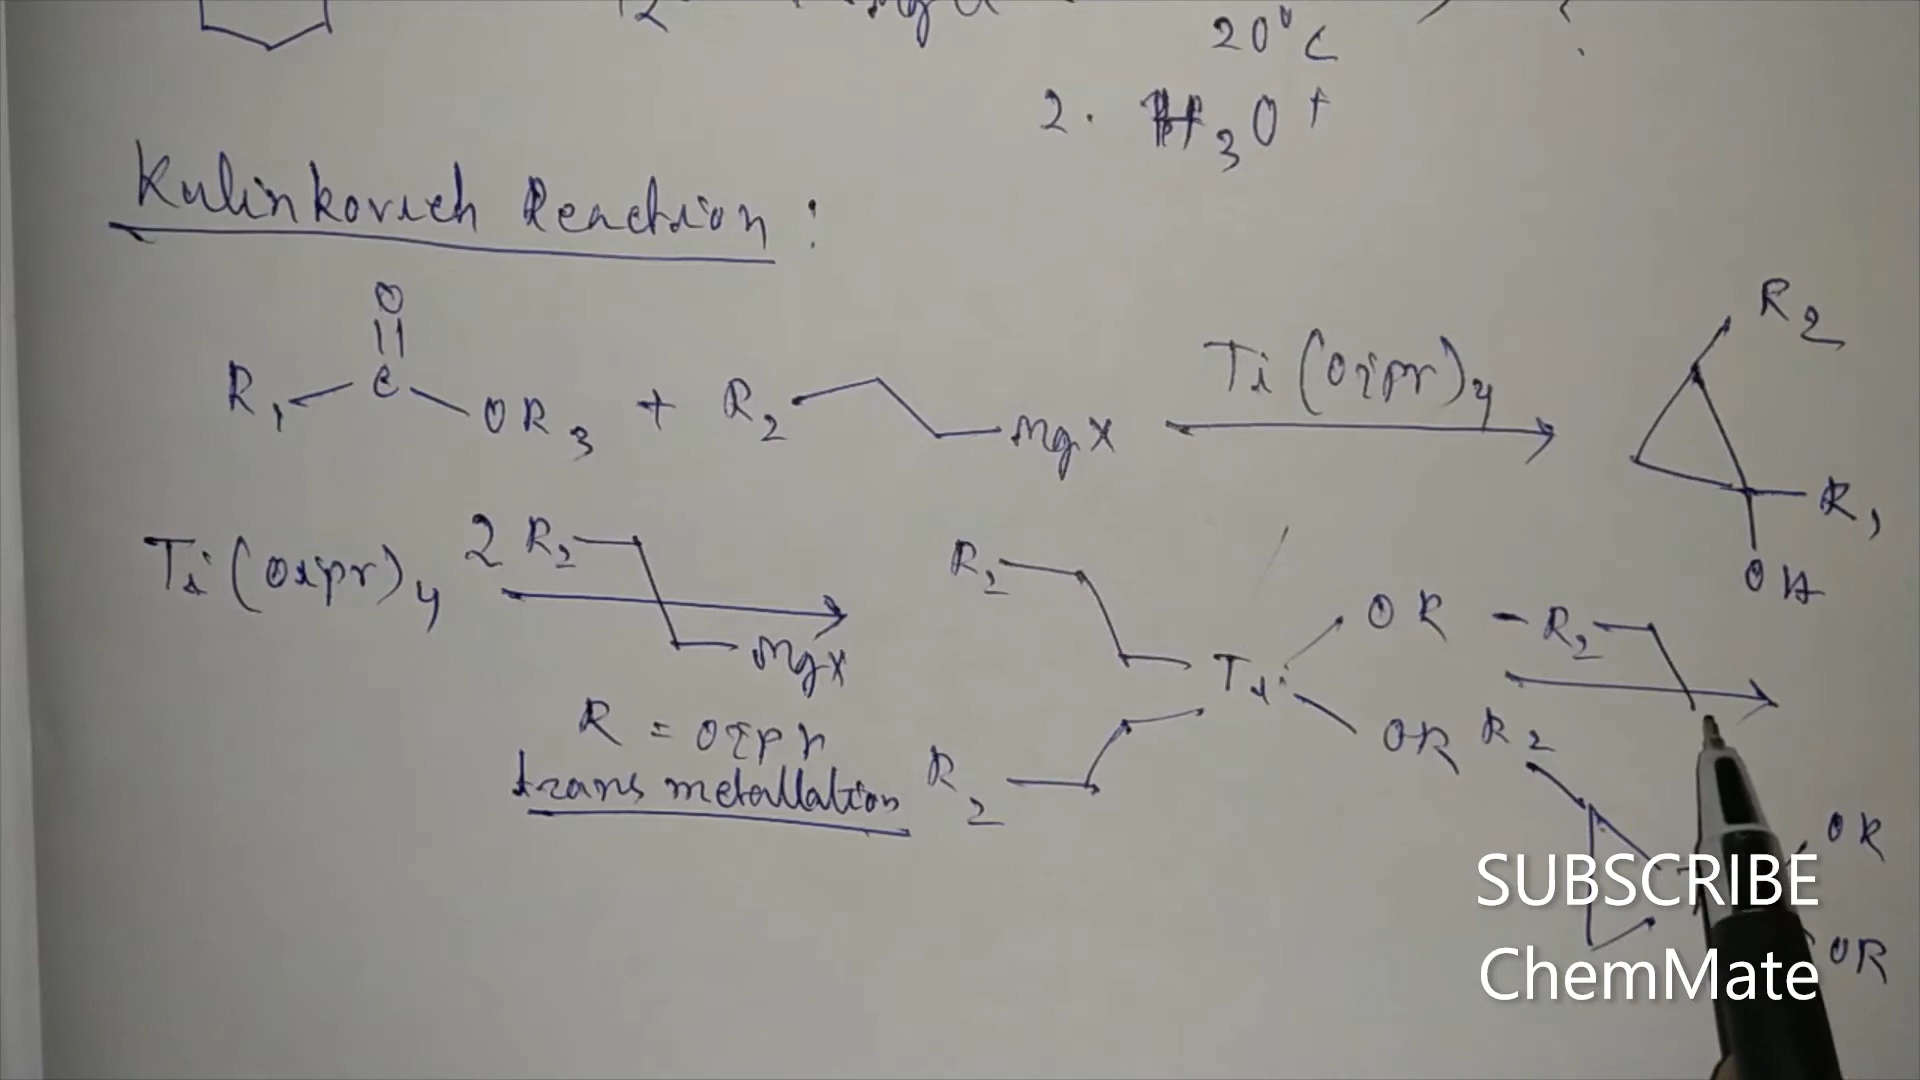 20°C
2. H3O+
Kulinkovich Reaction :
O
R1 C OR3 + R2 MgX Ti(Oipr)4 R2
R1
OH
Ti(Oipr)4 2 R2 MgX R2 Ti OR - R2
R = Oipr
OR R2
trans metallation R2
OR
OR
SUBSCRIBE
ChemMate